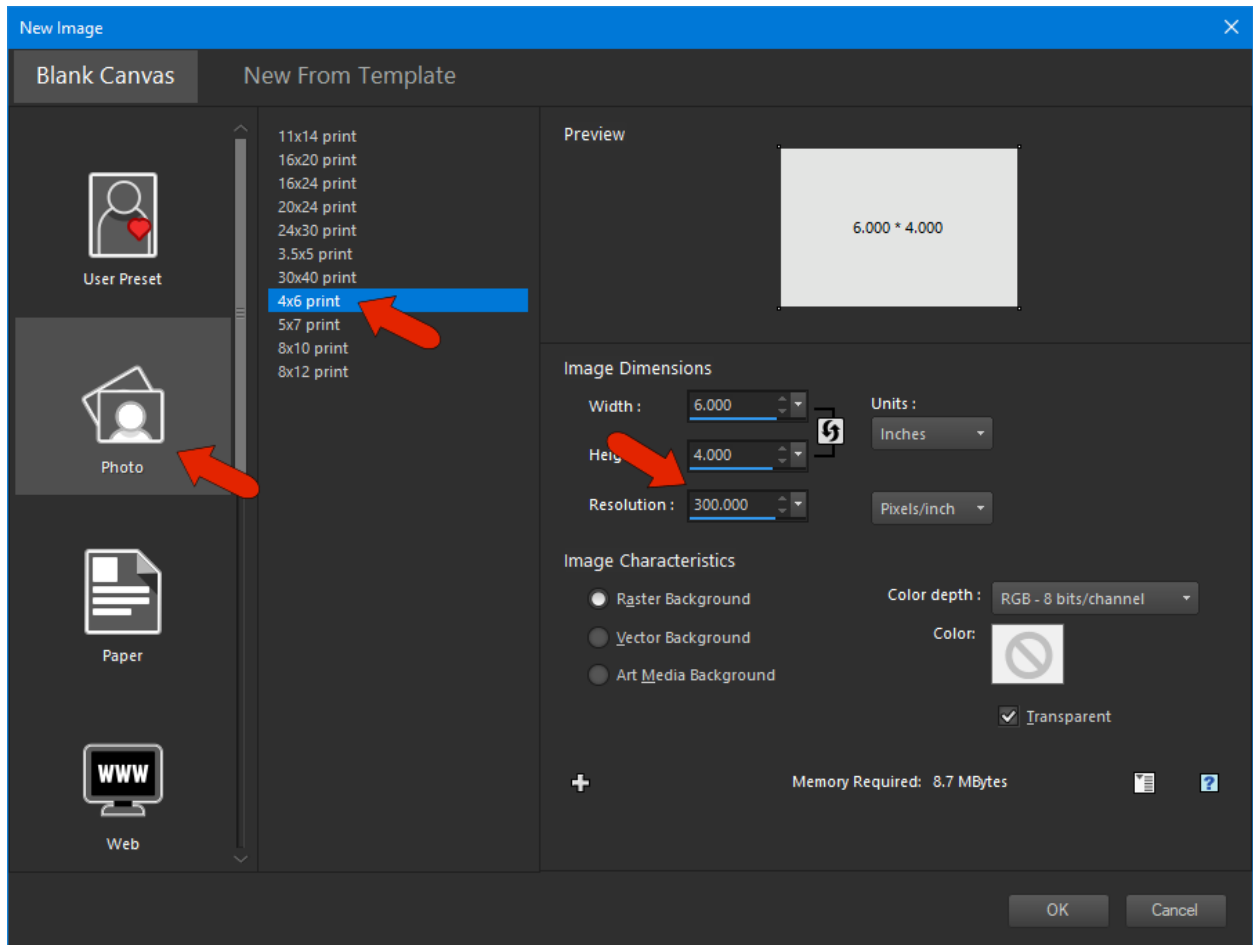 New Image
Blank Canvas
New From Template
User Preset
Photo
Paper
WWW
Web
11x14 print
16x20 print
16x24 print
20x24 print
24x30 print
3.5x5 print
30x40 print
4x6 print
5x7 print
8x10 print
8x12 print
Preview
6.000 * 4.000
Image Dimensions
Width : 6.000
Units :
Inches
4.000
Resolution : 300.000 Pixels/inch
Image Characteristics
Raster Background
Vector Background
Art Media Background
Color depth : RGB - 8 bits/channel
Color:
Transparent
Memory Required: 8.7 MBytes
?
OK Cancel